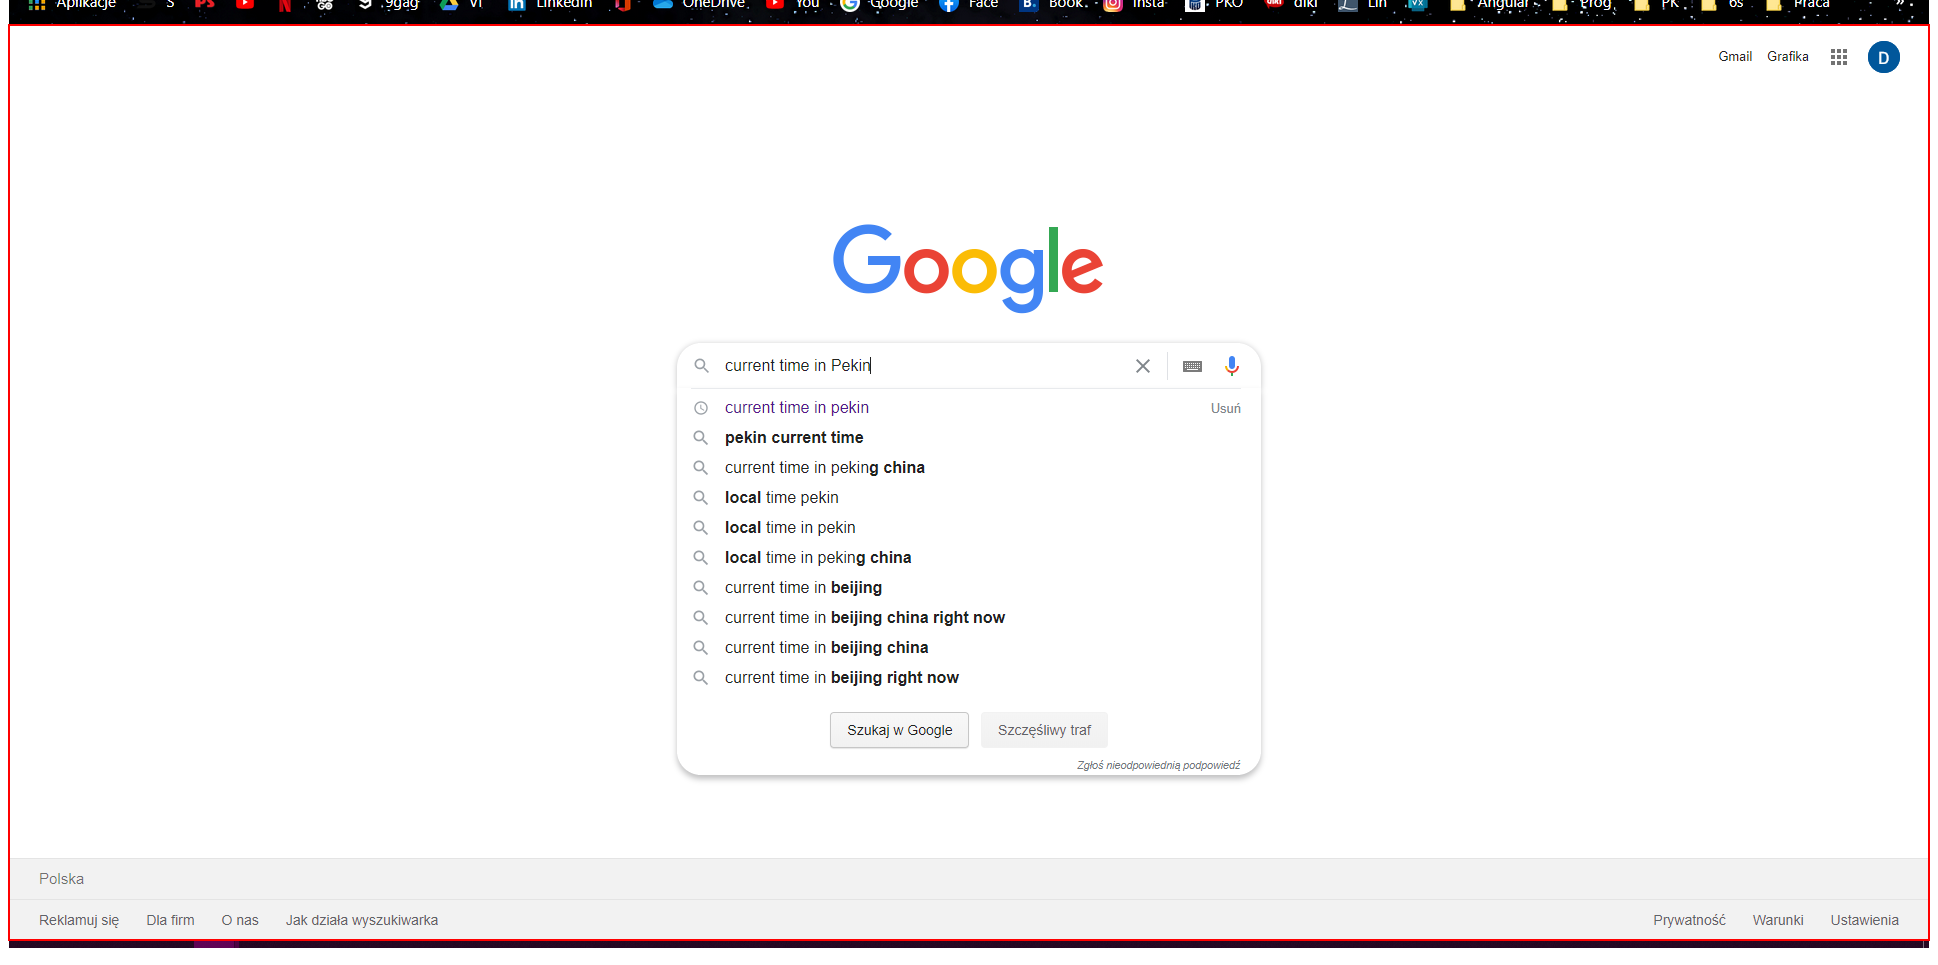 Aplikacje S 9gag Vi LinkedIn OneDrive You Google Face Book. Insta PKO diki Lin Angular Prog PK 6s Praca »
Gmail Grafika D
Google
current time in Pekin
current time in pekin Usuń
pekin current time
current time in peking china
local time pekin
local time in pekin
local time in peking china
current time in beijing
current time in beijing china right now
current time in beijing china
current time in beijing right now
Szukaj w Google Szczęśliwy traf
Zgłoś nieodpowiednią podpowiedź
Polska
Reklamuj się Dla firm O nas Jak działa wyszukiwarka Prywatność Warunki Ustawienia